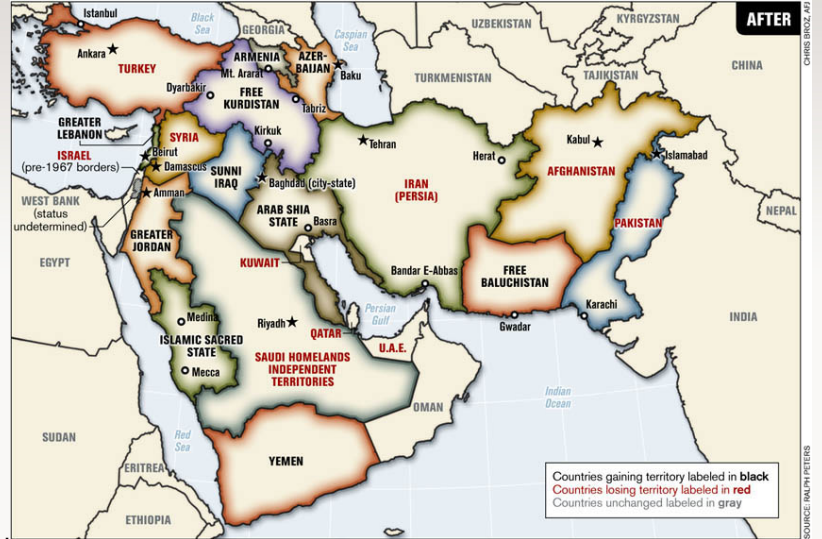 AFTER
CHRIS BROZ, AFJ
Istanbul
Black
Sea
GEORGIA
Caspian
Sea
UZBEKISTAN
KYRGYZSTAN
Ankara
TURKEY
ARMENIA
Mt. Ararat
AZER-
BAIJAN
Baku
TURKMENISTAN
TAJIKISTAN
CHINA
Dyarbakir
FREE
KURDISTAN
Tabriz
GREATER
LEBANON
SYRIA
Kirkuk
Tehran
Herat
Kabul
Islamabad
ISRAEL
(pre-1967 borders)
Beirut
Damascus
SUNNI
IRAQ
Baghdad (city-state)
IRAN
(PERSIA)
AFGHANISTAN
WEST BANK
(status
undetermined)
Amman
ARAB SHIA
STATE
Basra
PAKISTAN
NEPAL
GREATER
JORDAN
EGYPT
KUWAIT
Bandar E-Abbas
FREE
BALUCHISTAN
Karachi
Gwadar
INDIA
Medina
ISLAMIC SACRED
STATE
Mecca
Riyadh
Persian
Gulf
QATAR
U.A.E.
SAUDI HOMELANDS
INDEPENDENT
TERRITORIES
OMAN
Indian
Ocean
SUDAN
Red
Sea
YEMEN
ERITREA
ETHIOPIA
Countries gaining territory labeled in black
Countries losing territory labeled in red
Countries unchanged labeled in gray
SOURCE: RALPH PETERS